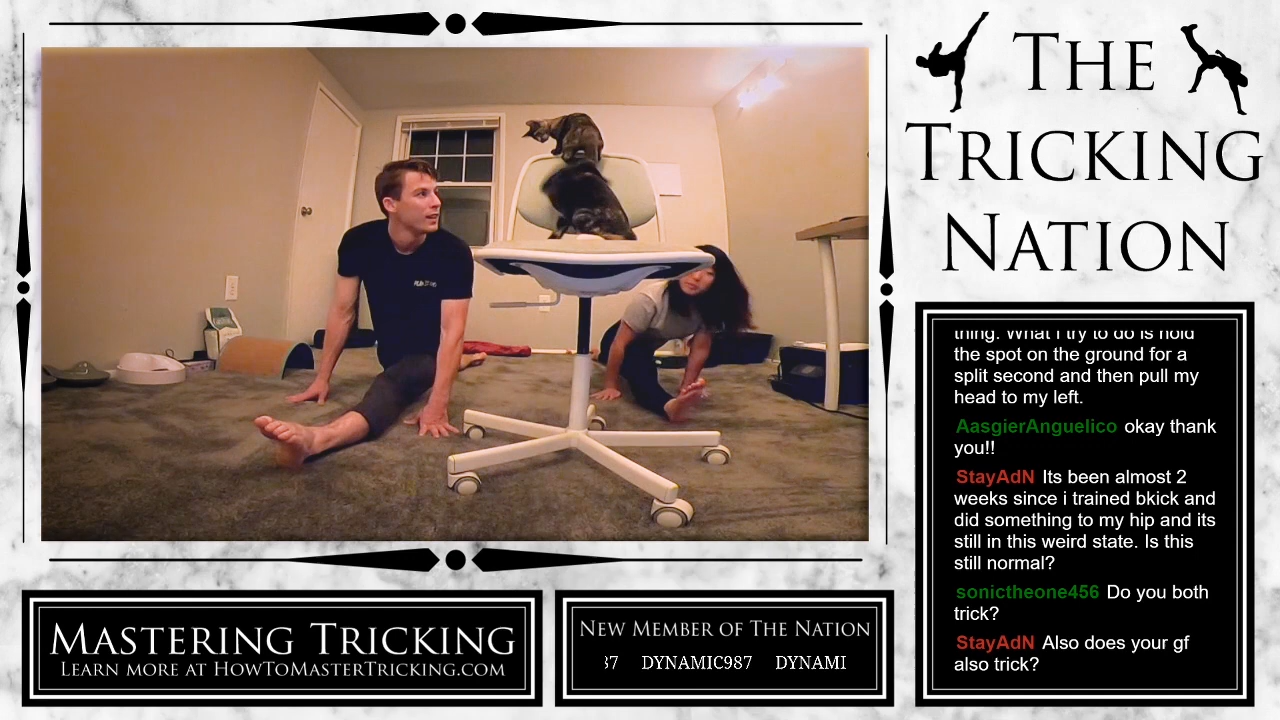 THE
TRICKING
NATION
thing. What I try to do is hold
the spot on the ground for a
split second and then pull my
head to my left.
AasgierAnguelico okay thank
you!!
StayAdN Its been almost 2
weeks since i trained bkick and
did something to my hip and its
still in this weird state. Is this
still normal?
sonictheone456 Do you both
trick?
StayAdN Also does your gf
also trick?
MASTERING TRICKING
LEARN MORE AT HOWTOMASTERTRICKING.COM
NEW MEMBER OF THE NATION
37 DYNAMIC987 DYNAMI